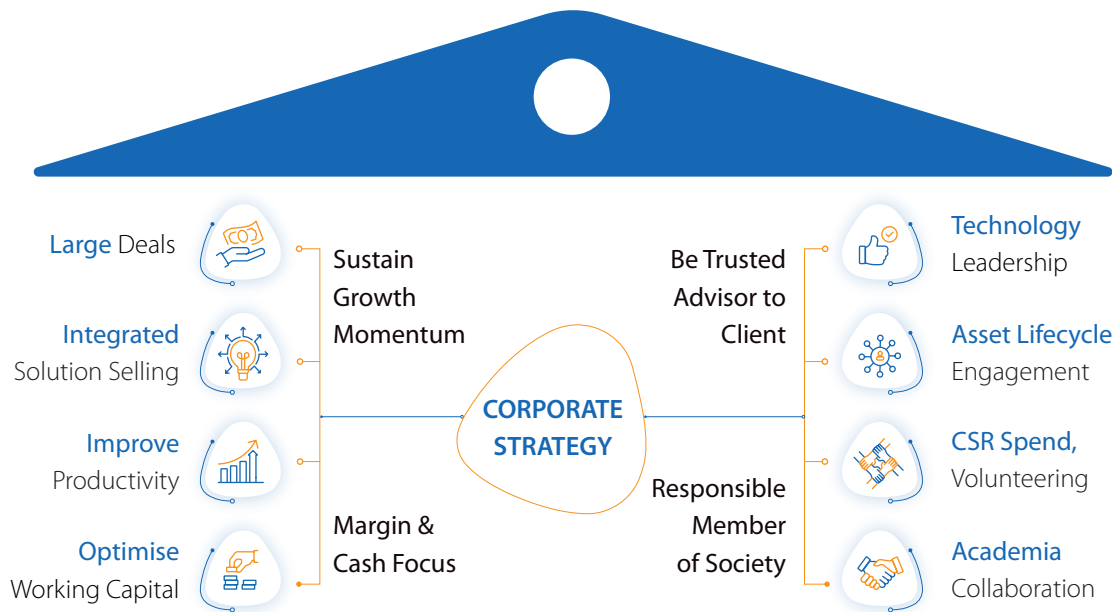 Large Deals
Integrated
Solution Selling
Improve
Productivity
Optimise
Working Capital
Sustain
Growth
Momentum
Margin &
Cash Focus
CORPORATE
STRATEGY
Be Trusted
Advisor to
Client
Responsible
Member
of Society
Technology
Leadership
Asset Lifecycle
Engagement
CSR Spend,
Volunteering
Academia
Collaboration